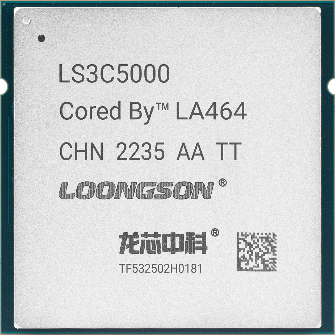 LS3C5000
Cored By™ LA464
CHN 2235 AA TT
LOONGSON®
龙芯中科®
TF532502H0181